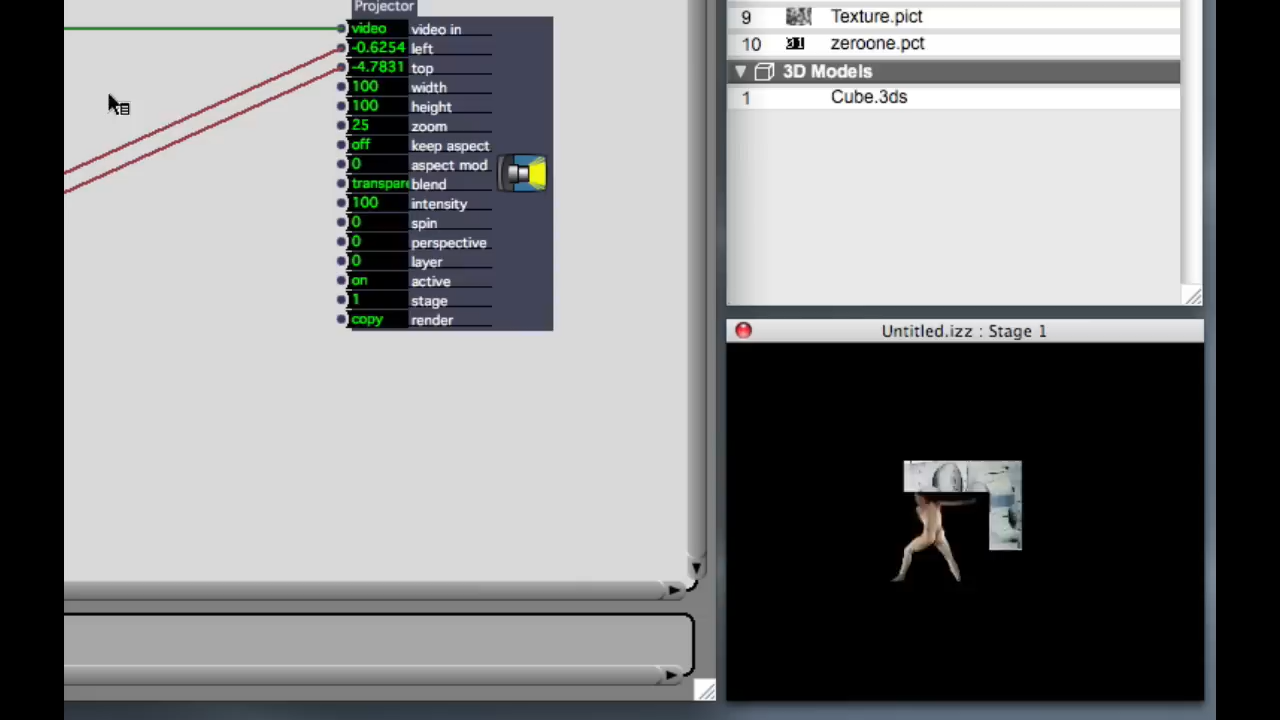 Projector
video video in
-0.6254 left
-4.7831 top
100 width
100 height
25 zoom
off keep aspect
0 aspect mod
transpare blend
100 intensity
0 spin
0 perspective
0 layer
on active
1 stage
copy render
9 Texture.pict
10 zeroone.pct
3D Models
1 Cube.3ds
Untitled.izz : Stage 1